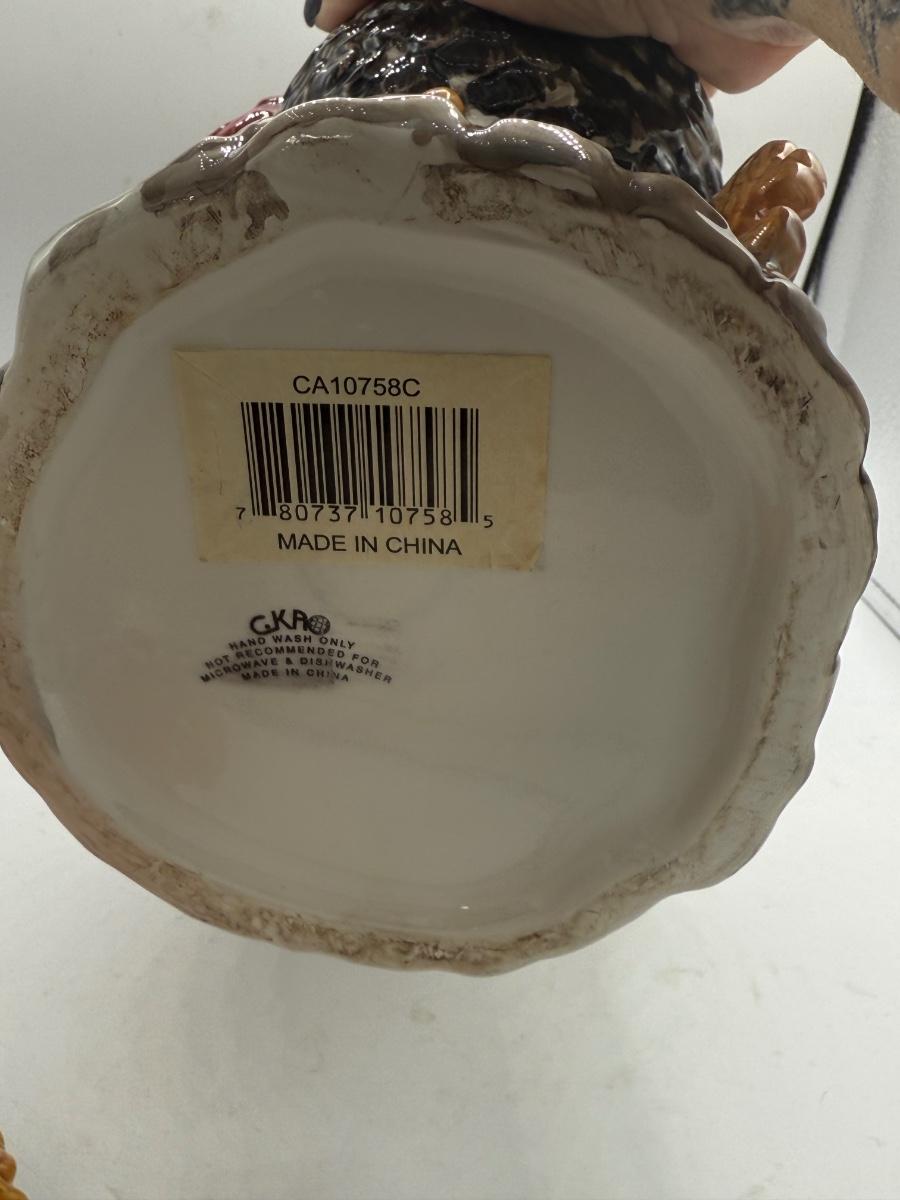 CA10758C
7 80737 10758 5
MADE IN CHINA
GKAO
HAND WASH ONLY
NOT RECOMMENDED FOR
MICROWAVE & DISHWASHER
MADE IN CHINA